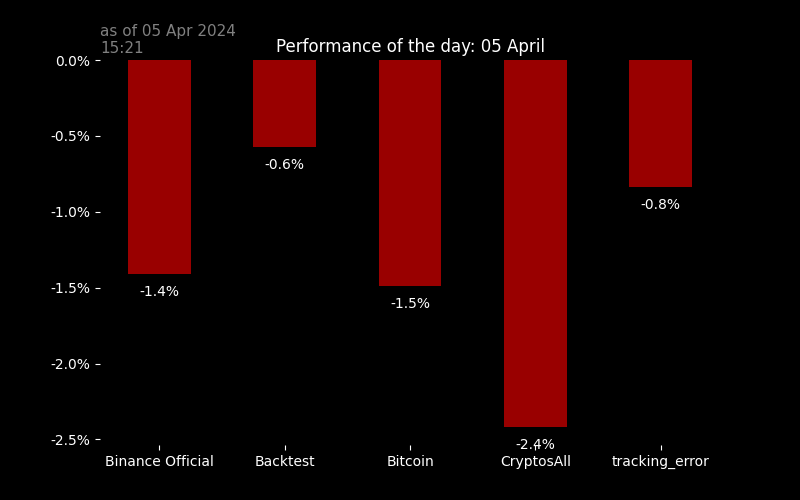 as of 05 Apr 2024
15:21
Performance of the day: 05 April
0.0%
-0.5%
-1.0%
-1.5%
-2.0%
-2.5%
-1.4%
-0.6%
-1.5%
-2.4%
-0.8%
Binance Official
Backtest
Bitcoin
CryptosAll
tracking_error